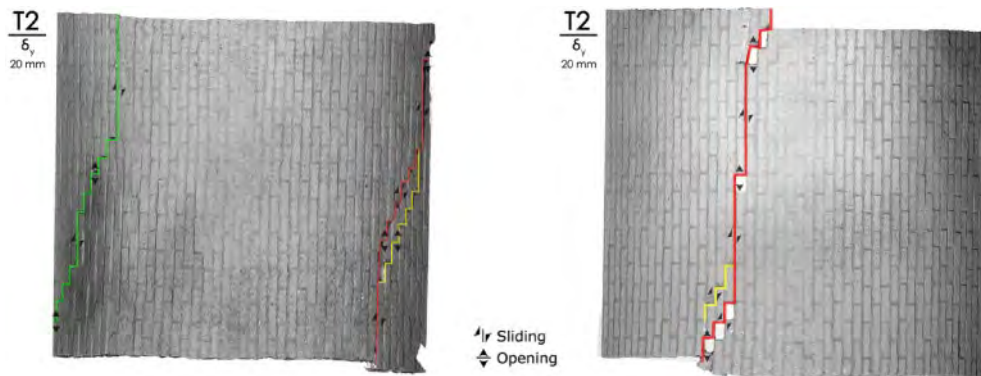 T2
δy
20 mm
T2
δy
20 mm
Sliding
Opening